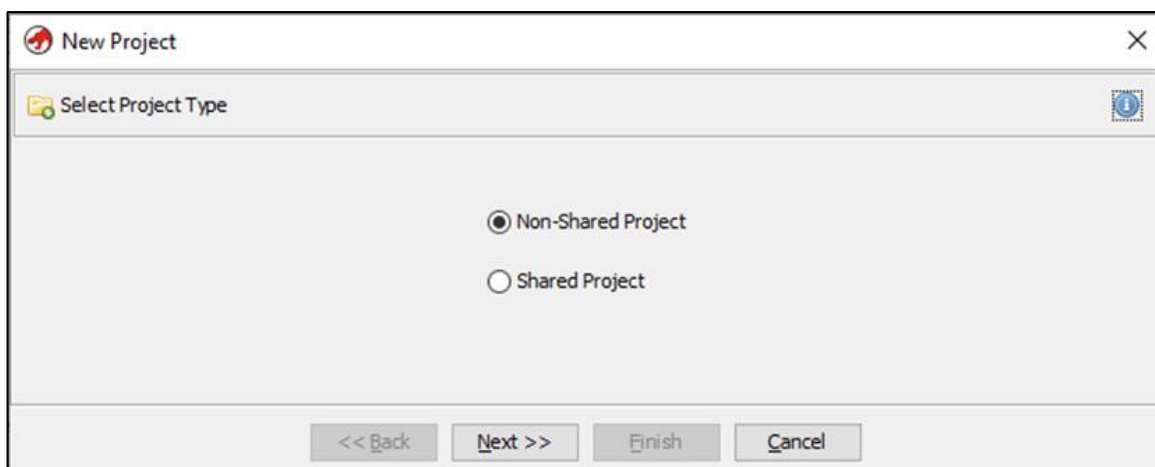 New Project
Select Project Type
Non-Shared Project
Shared Project
<< Back Next >> Finish Cancel